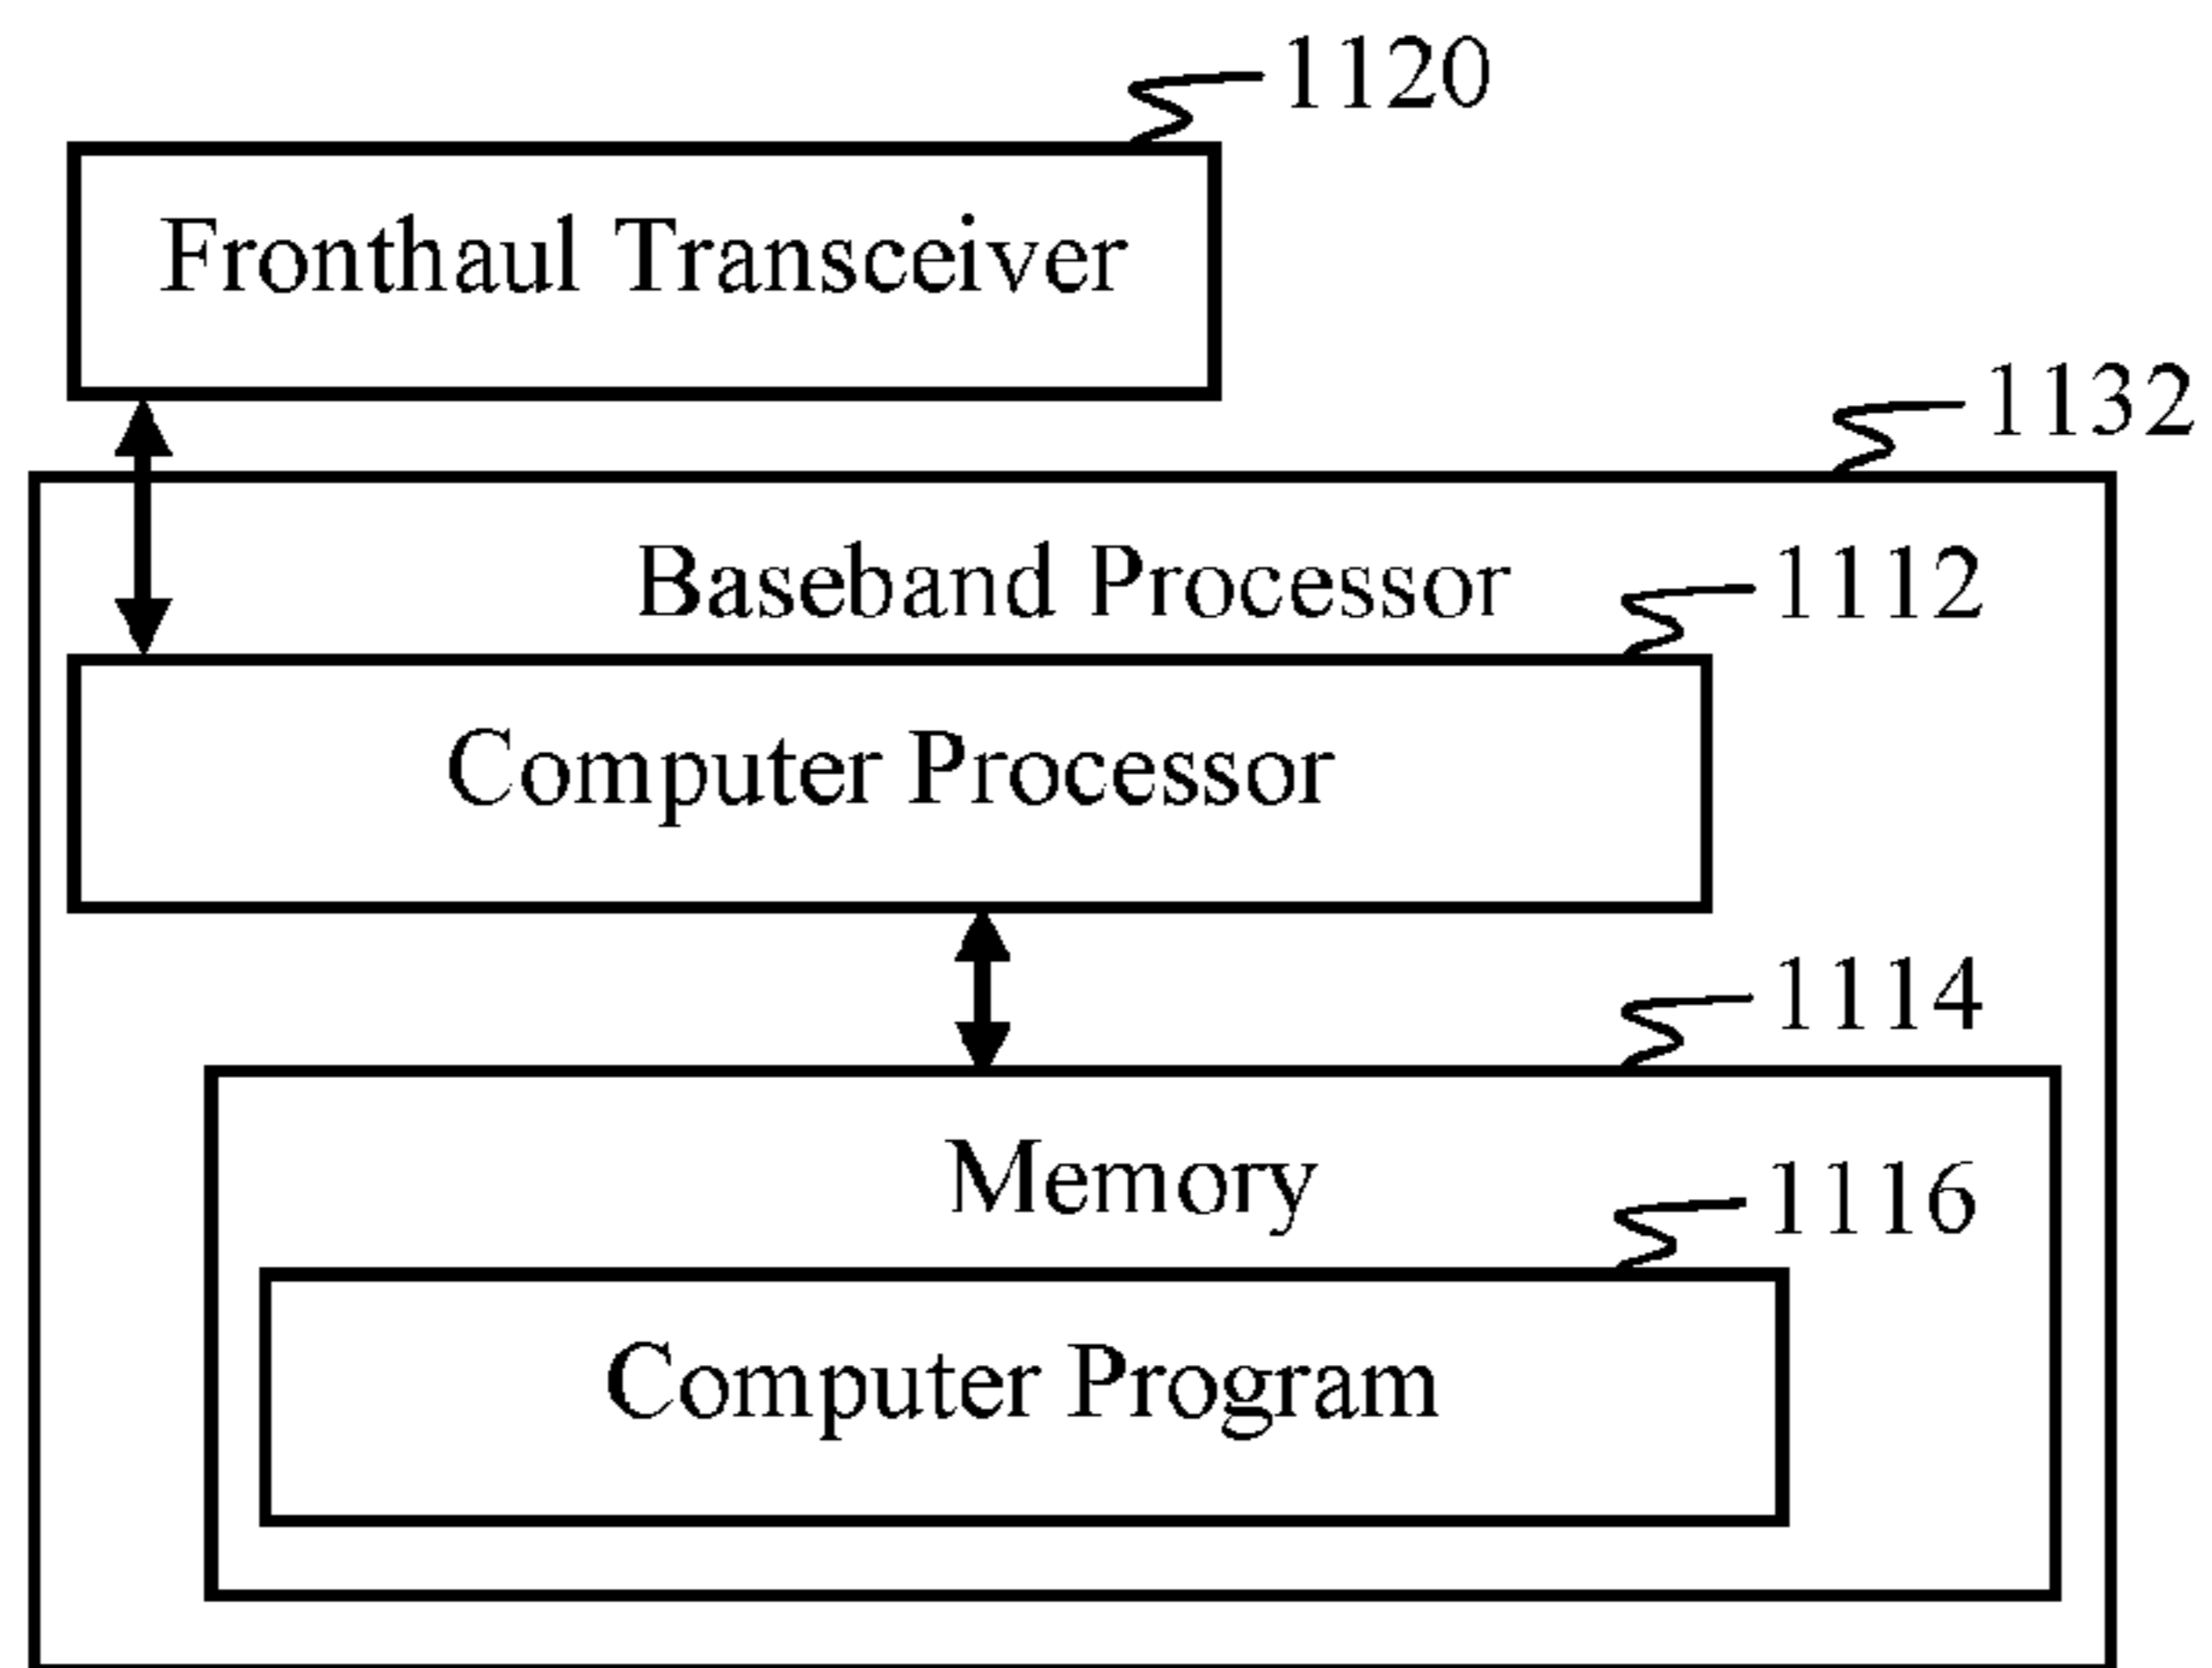 1120
Fronthaul Transceiver
1132
Baseband Processor
1112
Computer Processor
1114
Memory
1116
Computer Program